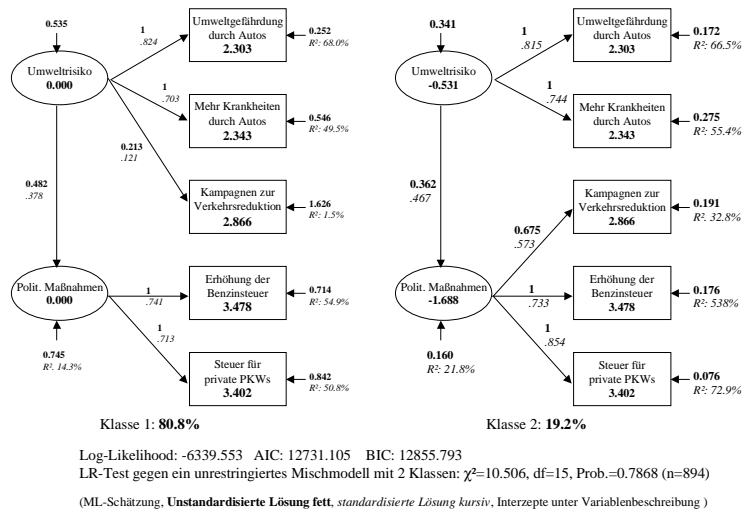 0.535
1
.824
Umweltgefährdung
durch Autos
2.303
0.252
R²: 68.0%
Umweltrisiko
0.000
1
.703
Mehr Krankheiten
durch Autos
2.343
0.546
R²: 49.5%
0.213
.121
0.482
.378
Kampagnen zur
Verkehrsreduktion
2.866
1.626
R²: 1.5%
Polit. Maßnahmen
0.000
1
.741
Erhöhung der
Benzinsteuer
3.478
0.714
R²: 54.9%
1
.713
0.745
R². 14.3%
Steuer für
private PKWs
3.402
0.842
R²: 50.8%
Klasse 1: 80.8%
0.341
1
.815
Umweltgefährdung
durch Autos
2.303
0.172
R²: 66.5%
Umweltrisiko
-0.531
1
.744
Mehr Krankheiten
durch Autos
2.343
0.275
R²: 55.4%
0.362
.467
Kampagnen zur
Verkehrsreduktion
2.866
0.191
R². 32.8%
0.675
.573
Polit. Maßnahmen
-1.688
1
.733
Erhöhung der
Benzinsteuer
3.478
0.176
R²: 538%
1
.854
0.160
R²: 21.8%
Steuer für
private PKWs
3.402
0.076
R²: 72.9%
Klasse 2: 19.2%
Log-Likelihood: -6339.553 AIC: 12731.105 BIC: 12855.793
LR-Test gegen ein unrestringiertes Mischmodell mit 2 Klassen: χ²=10.506, df=15, Prob.=0.7868 (n=894)
(ML-Schätzung, Unstandardisierte Lösung fett, standardisierte Lösung kursiv, Interzepte unter Variablenbeschreibung )